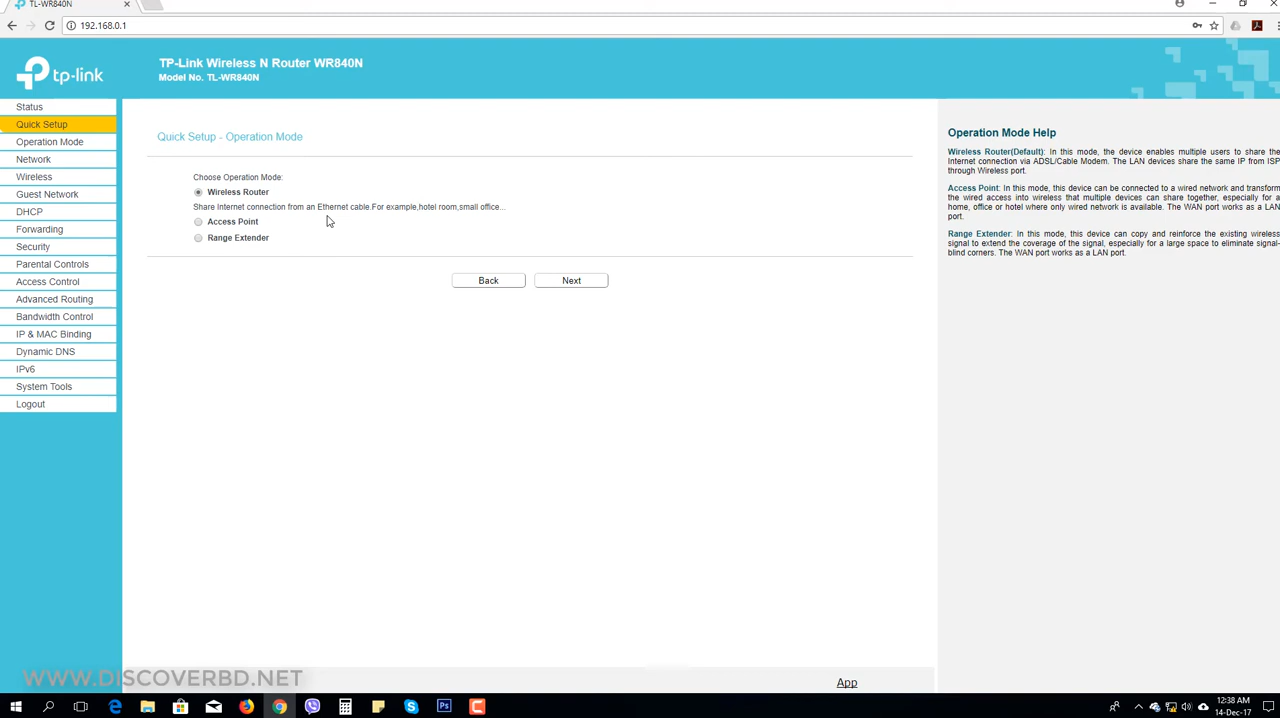 TL-WR840N
192.168.0.1
tp-link
TP-Link Wireless N Router WR840N
Model No. TL-WR840N
Status
Quick Setup
Operation Mode
Network
Wireless
Guest Network
DHCP
Forwarding
Security
Parental Controls
Access Control
Advanced Routing
Bandwidth Control
IP & MAC Binding
Dynamic DNS
IPv6
System Tools
Logout
Quick Setup - Operation Mode
Choose Operation Mode:
Wireless Router
Share Internet connection from an Ethernet cable.For example,hotel room,small office...
Access Point
Range Extender
Back
Next
Operation Mode Help
Wireless Router(Default): In this mode, the device enables multiple users to share the
Internet connection via ADSL/Cable Modem. The LAN devices share the same IP from ISP
through Wireless port.
Access Point: In this mode, this device can be connected to a wired network and transform
the wired access into wireless that multiple devices can share together, especially for a
home, office or hotel where only wired network is available. The WAN port works as a LAN
port.
Range Extender: In this mode, this device can copy and reinforce the existing wireless
signal to extend the coverage of the signal, especially for a large space to eliminate signal-
blind corners. The WAN port works as a LAN port.
WWW.DISCOVERBD.NET
App
Ps
12:38 AM
14-Dec-17